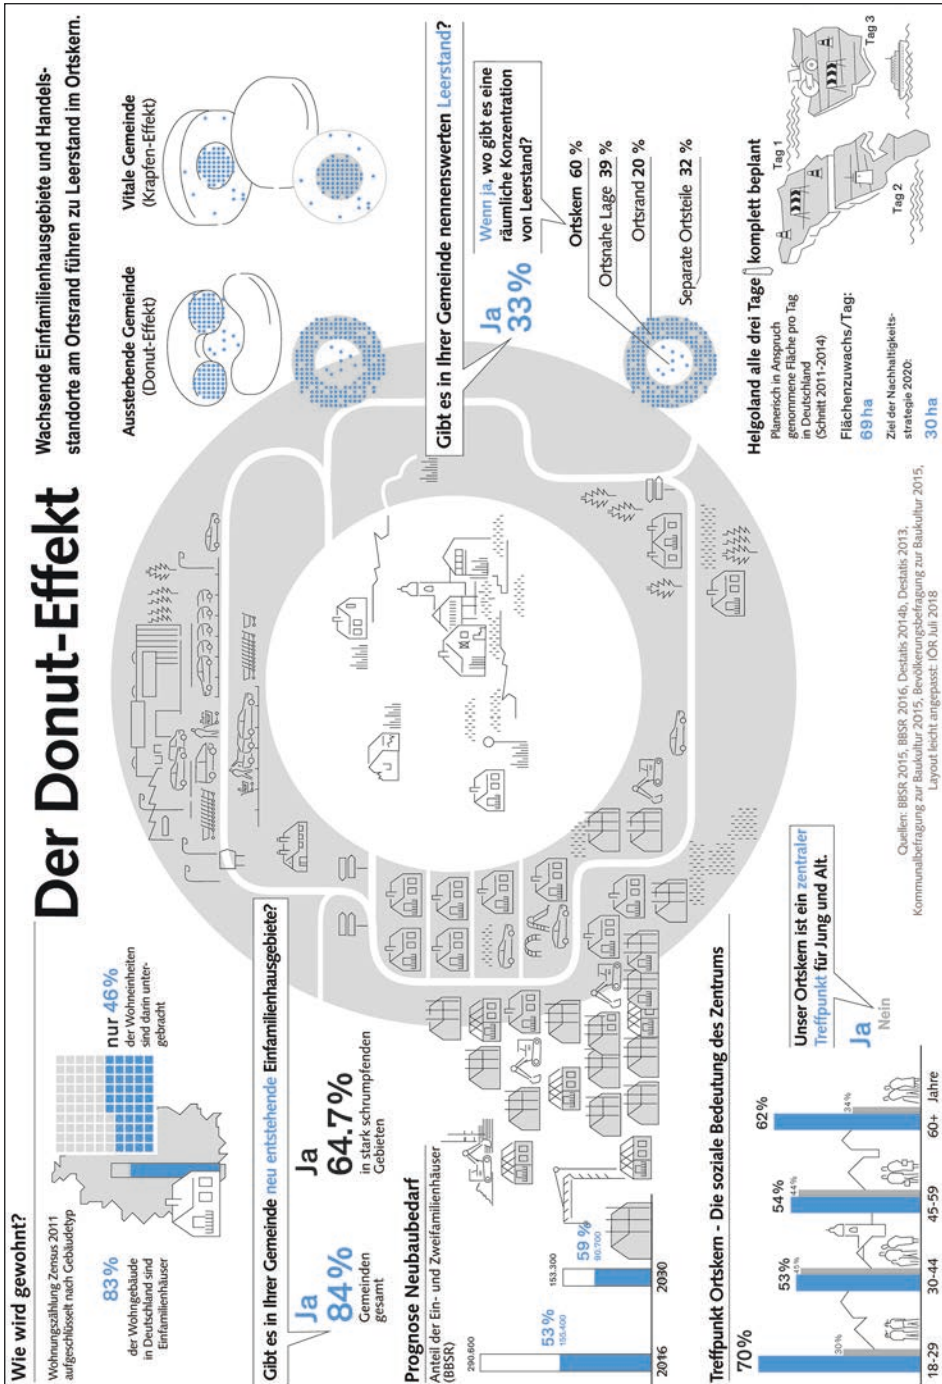 Der Donut-Effekt
Wachsende Einfamilienhausgebiete und Handels-
standorte am Ortsrand führen zu Leerstand im Ortskern.
Wie wird gewohnt?
Wohnungszählung Zensus 2011
aufgeschlüsselt nach Gebäudetyp
83%
der Wohngebäude
in Deutschland sind
Einfamilienhäuser
nur 46%
der Wohneinheiten
sind darin unter-
gebracht
Aussterbende Gemeinde
(Donut-Effekt)
Vitale Gemeinde
(Krapfen-Effekt)
Gibt es in Ihrer Gemeinde neu entstehende Einfamilienhausgebiete?
Ja
84%
Gemeinden
gesamt
Ja
64.7%
in stark schrumpfenden
Gebieten
Gibt es in Ihrer Gemeinde nennenswerten Leerstand?
Ja
33%
Wenn ja, wo gibt es eine
räumliche Konzentration
von Leerstand?
Ortskern 60 %
Ortsnahe Lage 39 %
Ortsrand 20 %
Separate Ortsteile 32 %
Prognose Neubaubedarf
Anteil der Ein- und Zweifamilienhäuser
(BBSR)
290.600
53%
155.400
2016
153.300
59 %
90.700
2030
Treffpunkt Ortskern - Die soziale Bedeutung des Zentrums
70%
30%
18-29
53%
45%
30-44
54%
44%
45-59
62%
34%
60+
Jahre
Unser Ortskern ist ein zentraler
Treffpunkt für Jung und Alt.
Ja
Nein
Helgoland alle drei Tage komplett beplant
Planerisch in Anspruch
genommene Fläche pro Tag
in Deutschland
(Schnitt 2011-2014)
Flächenzuwachs/Tag:
69 ha
Ziel der Nachhaltigkeits-
strategie 2020:
30 ha
Tag 1
Tag 2
Tag 3
Quellen: BBSR 2015, BBSR 2016, Destatis 2014b, Destatis 2013,
Kommunalbefragung zur Baukultur 2015, Bevölkerungsbefragung zur Baukultur 2015,
Layout leicht angepasst: IÖR Juli 2018